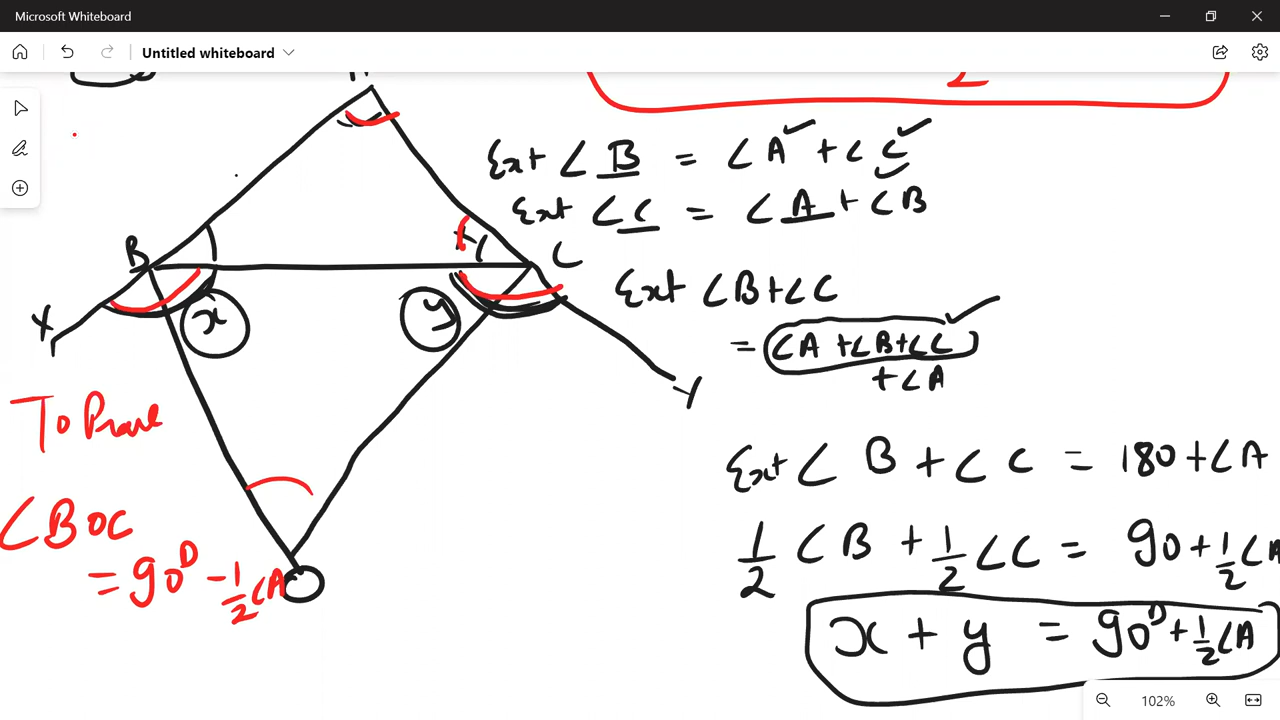 Microsoft Whiteboard
Untitled whiteboard
2
Ext ∠B = ∠A + ∠C
Ext ∠C = ∠A + ∠B
B
C
x
y
X
Y
Ext ∠B+∠C
= (∠A +∠B+∠C)
+∠A
To Prove
∠BOC
= 90° - 1/2 ∠A
O
Ext ∠B + ∠C = 180 + ∠A
1/2 ∠B + 1/2 ∠C = 90 + 1/2 ∠A
x + y = 90° + 1/2 ∠A
102%